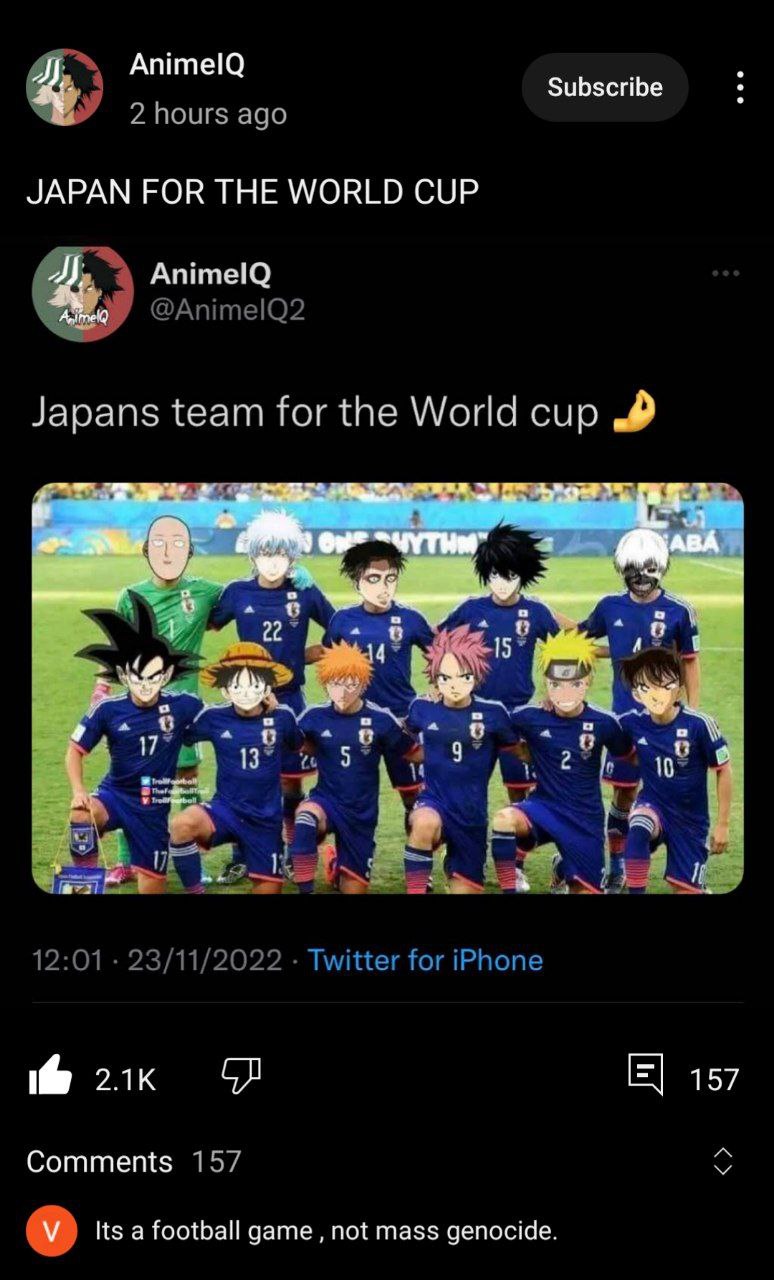 AnimeIQ
2 hours ago
Subscribe
JAPAN FOR THE WORLD CUP
AnimeIQ
AnimeIQ
@AnimeIQ2
Japans team for the World cup
ONE RHYTHM
ABÁ
1
22
14
15
4
17
13
5
9
2
10
TrollFootball
TheFootballTroll
TrollFootball
17
12:01 · 23/11/2022 · Twitter for iPhone
2.1K
157
Comments 157
V
Its a football game , not mass genocide.